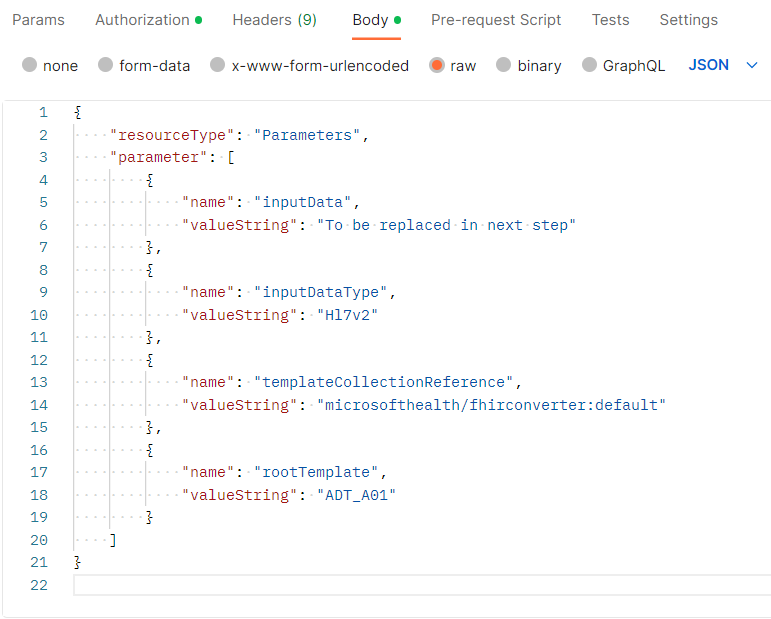 Params Authorization Headers (9) Body Pre-request Script Tests Settings
none form-data x-www-form-urlencoded raw binary GraphQL JSON
1 {
2 "resourceType": "Parameters",
3 "parameter": [
4 {
5 "name": "inputData",
6 "valueString": "To be replaced in next step"
7 },
8 {
9 "name": "inputDataType",
10 "valueString": "Hl7v2"
11 },
12 {
13 "name": "templateCollectionReference",
14 "valueString": "microsofthealth/fhirconverter:default"
15 },
16 {
17 "name": "rootTemplate",
18 "valueString": "ADT_A01"
19 }
20 ]
21 }
22